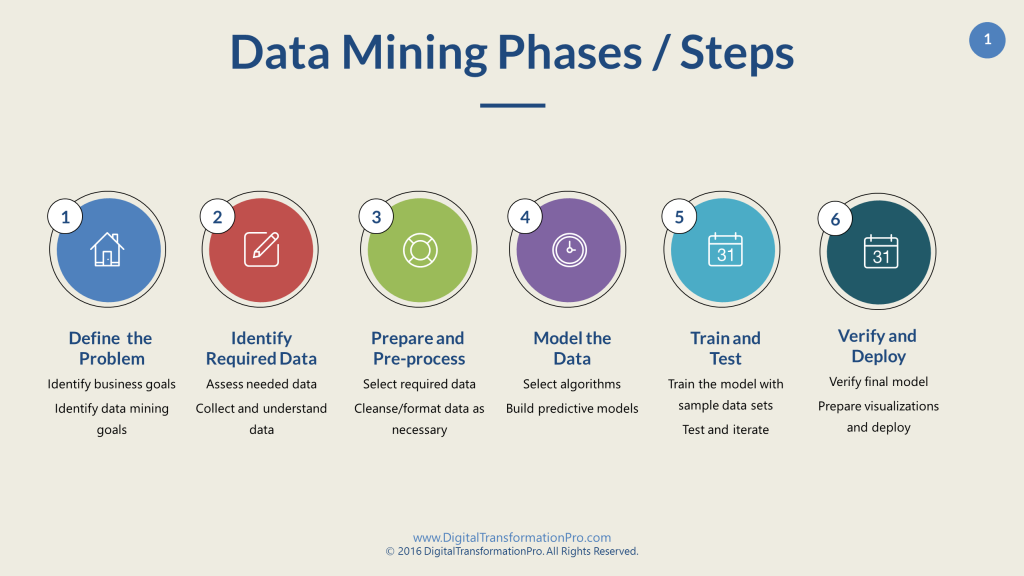 Data Mining Phases / Steps
1
1
2
3
4
5
6
31
31
Define the
Problem
Identify business goals
Identify data mining
goals
Identify
Required Data
Assess needed data
Collect and understand
data
Prepare and
Pre-process
Select required data
Cleanse/format data as
necessary
Model the
Data
Select algorithms
Build predictive models
Train and
Test
Train the model with
sample data sets
Test and iterate
Verify and
Deploy
Verify final model
Prepare visualizations
and deploy
www.DigitalTransformationPro.com
© 2016 DigitalTransformationPro. All Rights Reserved.